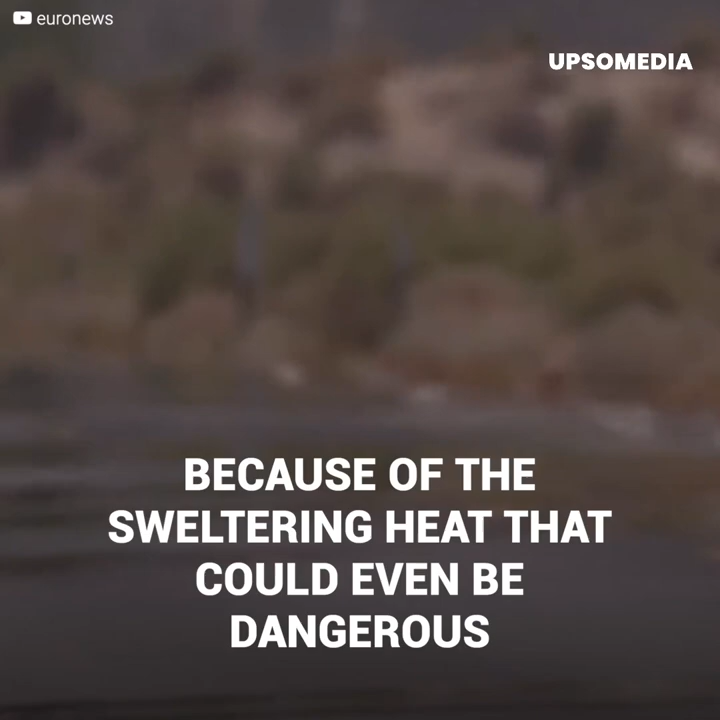 euronews
UPSOMEDIA
BECAUSE OF THE
SWELTERING HEAT THAT
COULD EVEN BE
DANGEROUS